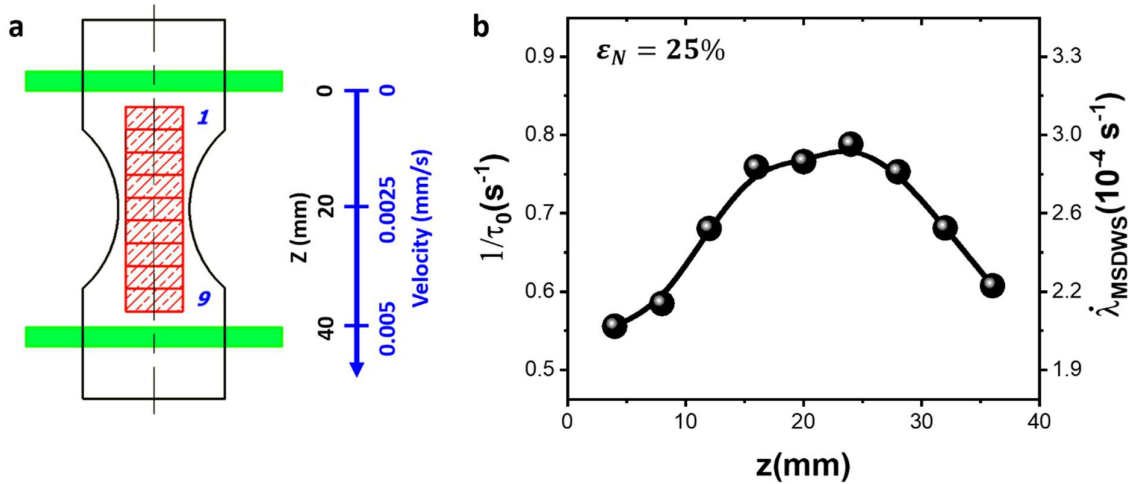 a
1
9
0
20
40
Z (mm)
0
0.0025
0.005
Velocity (mm/s)
b
ε_N = 25%
0.9
0.8
0.7
0.6
0.5
1/τ₀(s⁻¹)
3.3
3.0
2.6
2.2
1.9
λ̇_MSDWS(10⁻⁴ s⁻¹)
0 10 20 30 40
z(mm)